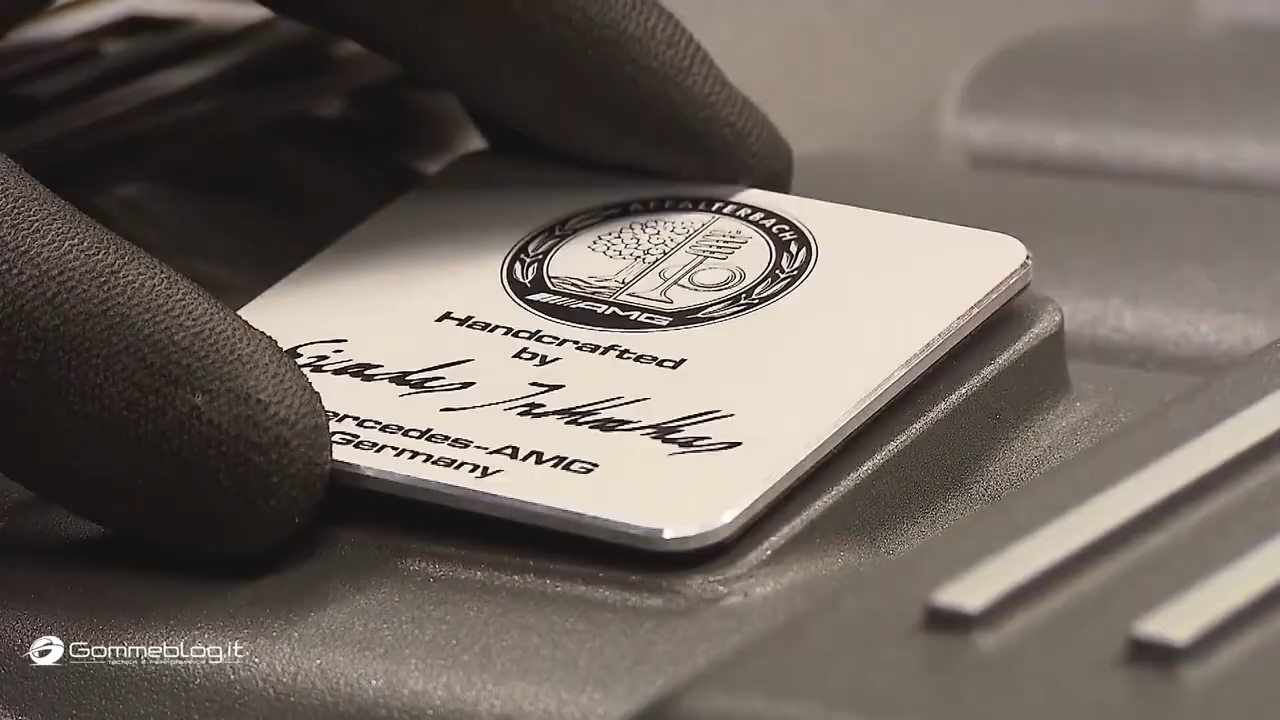 AFFALTERBACH
AMG
Handcrafted
by
ercedes-AMG
Germany
Gommeblog.it